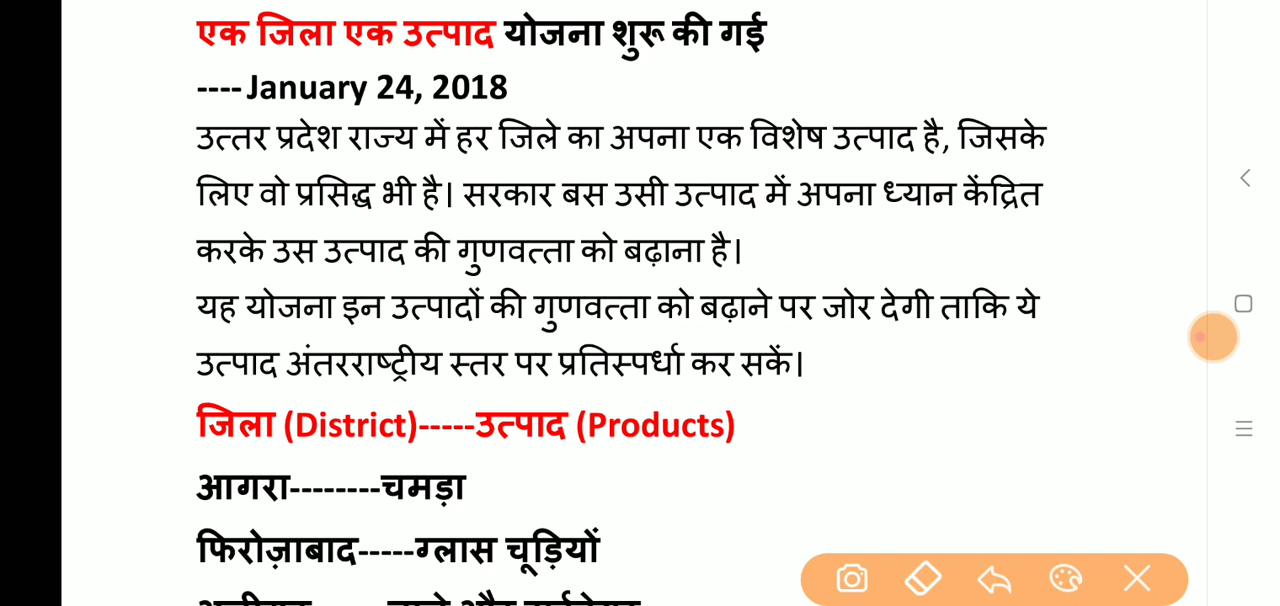 एक जिला एक उत्पाद योजना शुरू की गई
----January 24, 2018
उत्तर प्रदेश राज्य में हर जिले का अपना एक विशेष उत्पाद है, जिसके
लिए वो प्रसिद्ध भी है। सरकार बस उसी उत्पाद में अपना ध्यान केंद्रित
करके उस उत्पाद की गुणवत्ता को बढ़ाना है।
यह योजना इन उत्पादों की गुणवत्ता को बढ़ाने पर जोर देगी ताकि ये
उत्पाद अंतरराष्ट्रीय स्तर पर प्रतिस्पर्धा कर सकें।
जिला (District)-----उत्पाद (Products)
आगरा--------चमड़ा
फिरोज़ाबाद-----ग्लास चूड़ियों